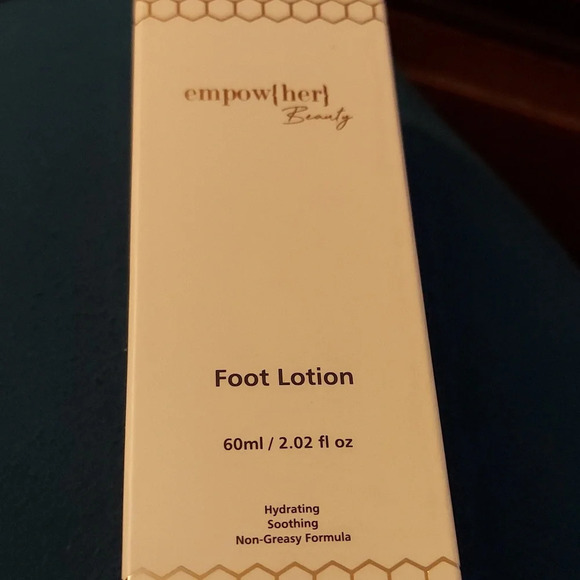 empow{her}
Beauty
Foot Lotion
60ml / 2.02 fl oz
Hydrating
Soothing
Non-Greasy Formula